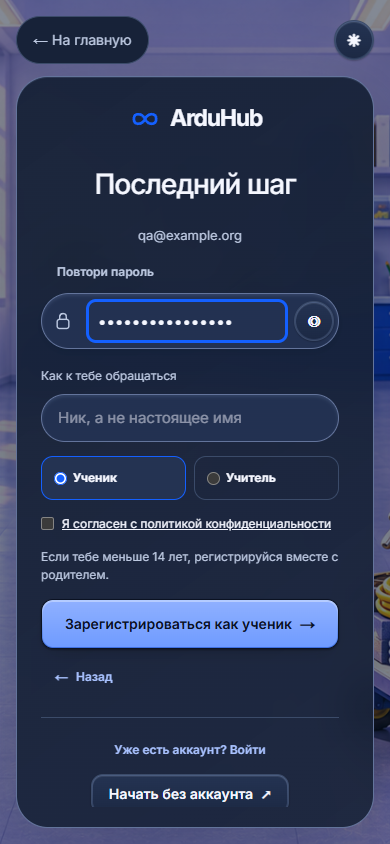 ← На главную
ArduHub
Последний шаг
qa@example.org
Повтори пароль
••••••••••••••••
Как к тебе обращаться
Ник, а не настоящее имя
Ученик
Учитель
Я согласен с политикой конфиденциальности
Если тебе меньше 14 лет, регистрируйся вместе с
родителем.
Зарегистрироваться как ученик →
← Назад
Уже есть аккаунт? Войти
Начать без аккаунта ↗